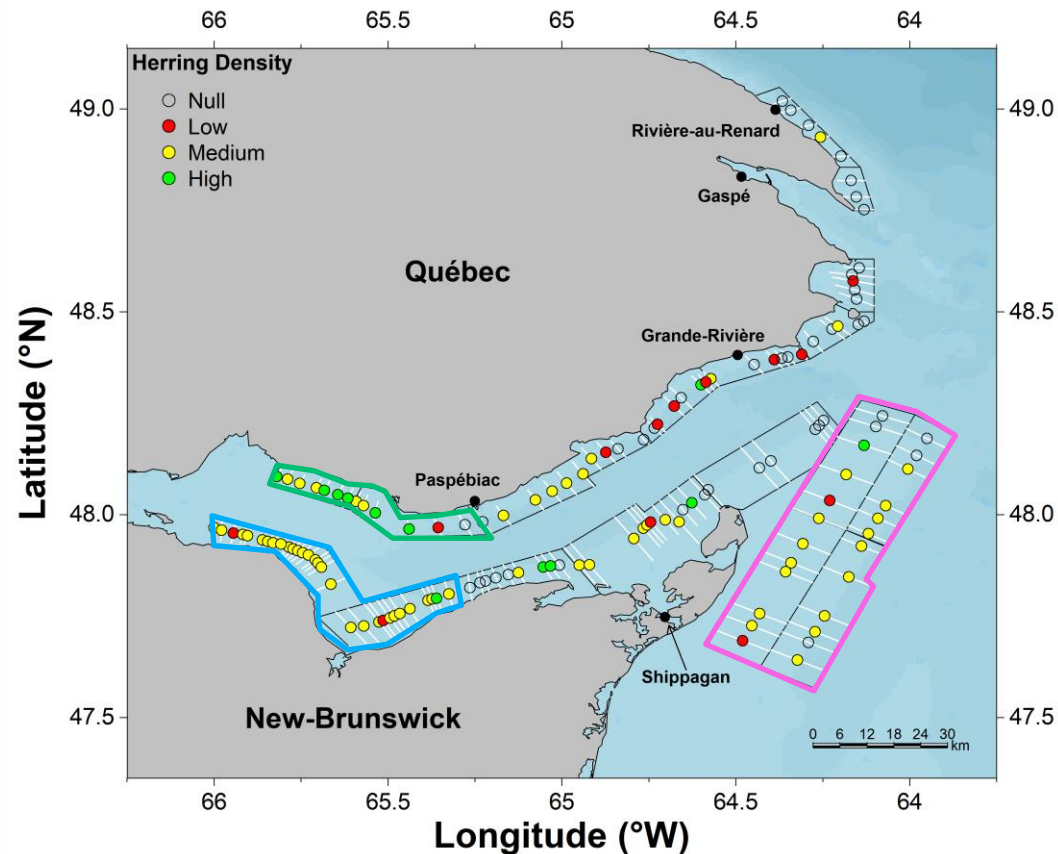 66 65.5 65 64.5 64
Herring Density
Null
Low
Medium
High
49.0 49.0
Rivière-au-Renard
Gaspé
Québec
48.5 48.5
Grande-Rivière
Latitude (°N)
Paspébiac
48.0 48.0
Shippagan
New-Brunswick
47.5 47.5
0 6 12 18 24 30
km
66 65.5 65 64.5 64
Longitude (°W)